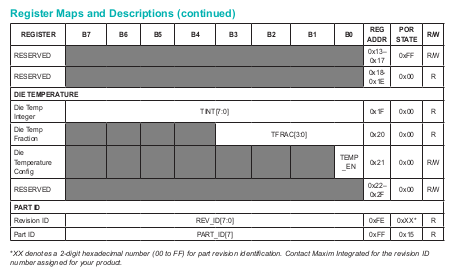 Register Maps and Descriptions (continued)
REGISTER B7 B6 B5 B4 B3 B2 B1 B0 REG ADDR POR STATE R/W
RESERVED 0x13– 0x17 0xFF R/W
RESERVED 0x18- 0x1E 0x00 R
DIE TEMPERATURE
Die Temp Integer TINT[7:0] 0x1F 0x00 R
Die Temp Fraction TFRAC[3:0] 0x20 0x00 R
Die Temperature Config TEMP _EN 0x21 0x00 R/W
RESERVED 0x22– 0x2F 0x00 R/W
PART ID
Revision ID REV_ID[7:0] 0xFE 0xXX* R
Part ID PART_ID[7] 0xFF 0x15 R
*XX denotes a 2-digit hexadecimal number (00 to FF) for part revision identification. Contact Maxim Integrated for the revision ID
number assigned for your product.